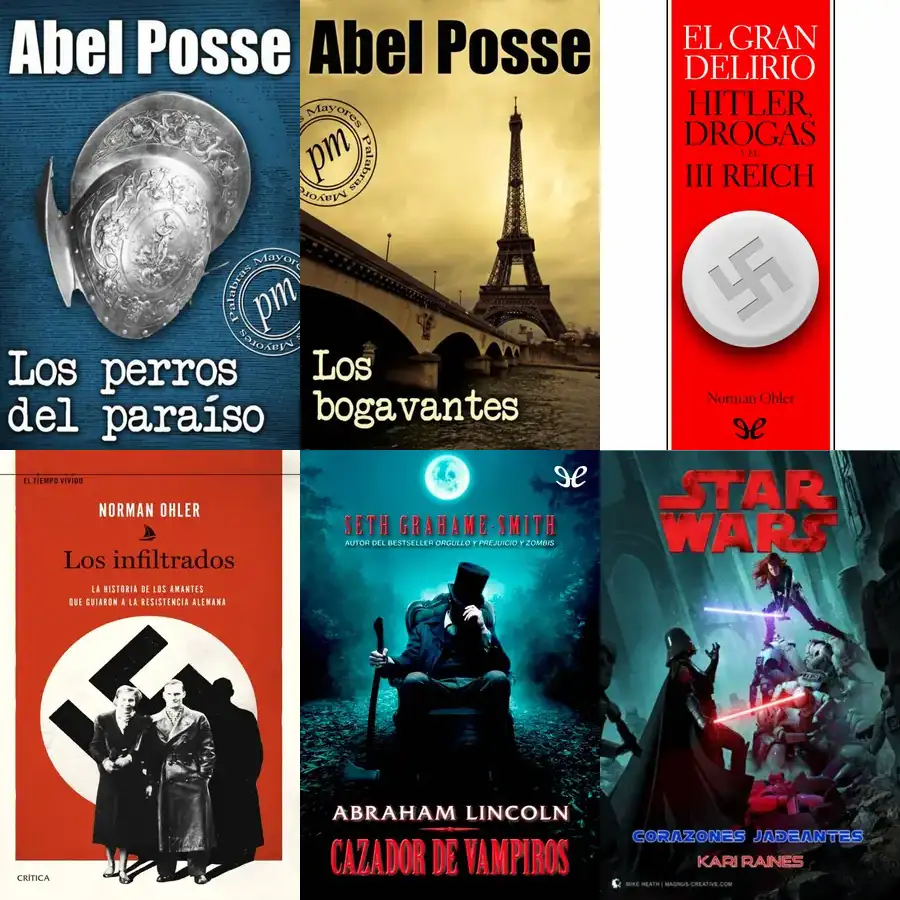 Abel Posse
Palabras Mayores
pm
Palabras Mayores
Los perros
del paraíso
Abel Posse
Palabras Mayores
pm
Palabras Mayores
Los
bogavantes
EL GRAN
DELIRIO
HITLER,
DROGAS
Y EL
III REICH
Norman Ohler
EL TIEMPO VIVIDO
NORMAN OHLER
Los infiltrados
LA HISTORIA DE LOS AMANTES
QUE GUIARON A LA RESISTENCIA ALEMANA
CRÍTICA
SETH GRAHAME-SMITH
AUTOR DEL BESTSELLER ORGULLO Y PREJUICIO Y ZOMBIS
ABRAHAM LINCOLN
CAZADOR DE VAMPIROS
STAR
WARS
CORAZONES JADEANTES
KARI RAINES
MIKE HEATH | MAGNUS-CREATIVE.COM